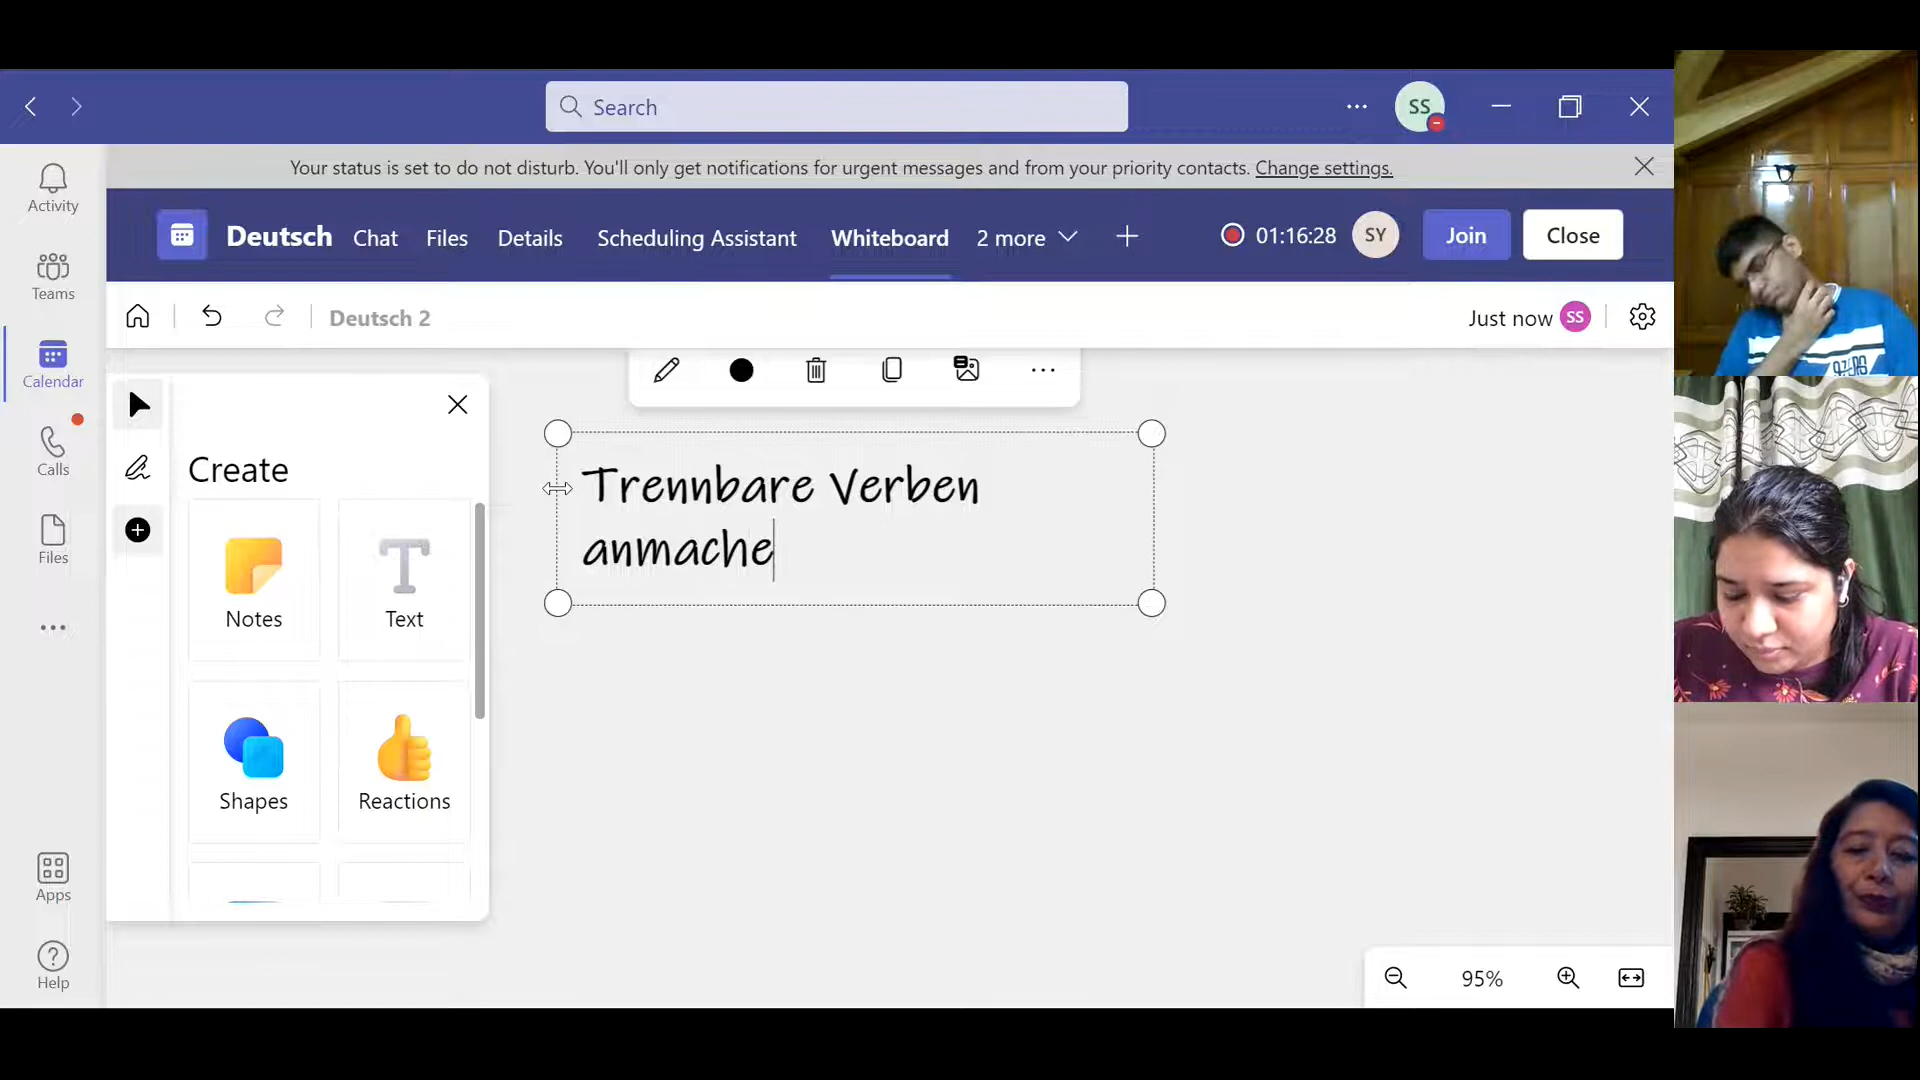 Search
SS
Your status is set to do not disturb. You'll only get notifications for urgent messages and from your priority contacts. Change settings.
Activity
Teams
Calendar
Calls
Files
Apps
Help
Deutsch Chat Files Details Scheduling Assistant Whiteboard 2 more
01:16:28 SY Join Close
Deutsch 2
Just now SS
Create
Notes Text
Shapes Reactions
Trennbare Verben
anmache
95%